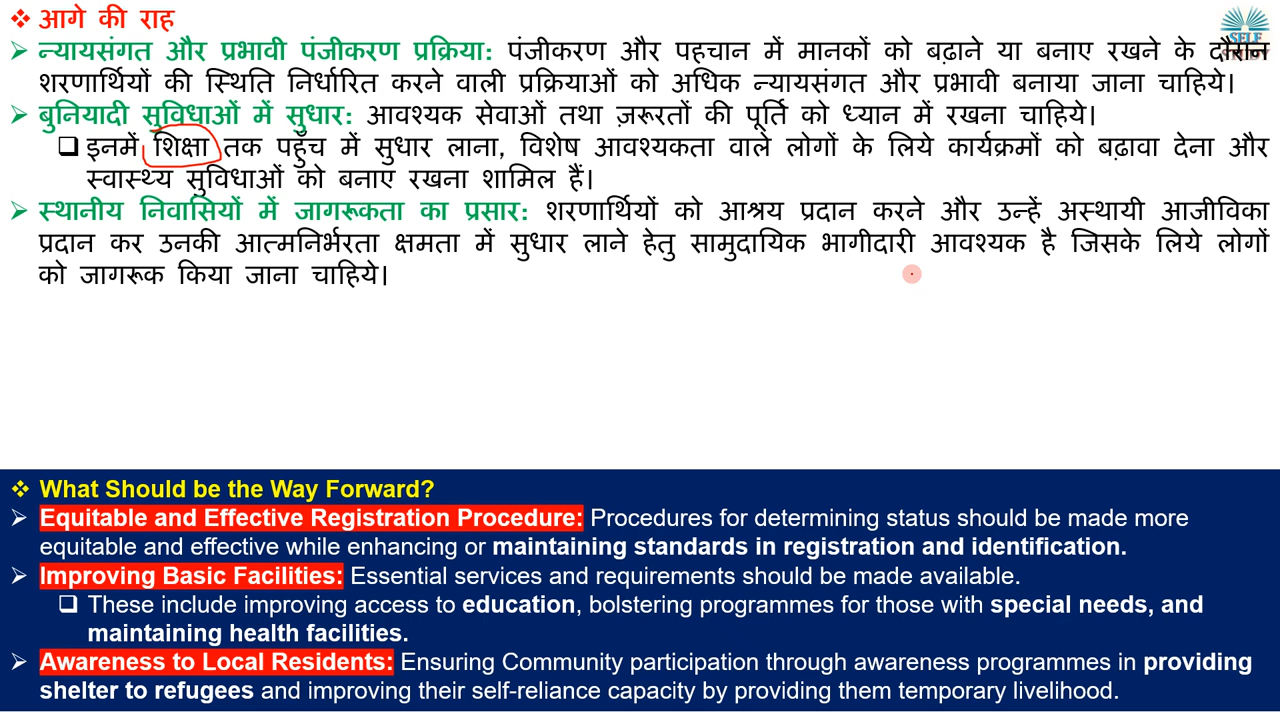 ❖ आगे की राह
SELF STUDY
➢ न्यायसंगत और प्रभावी पंजीकरण प्रक्रिया: पंजीकरण और पहचान में मानकों को बढ़ाने या बनाए रखने के दौरान
शरणार्थियों की स्थिति निर्धारित करने वाली प्रक्रियाओं को अधिक न्यायसंगत और प्रभावी बनाया जाना चाहिये।
➢ बुनियादी सुविधाओं में सुधार: आवश्यक सेवाओं तथा ज़रूरतों की पूर्ति को ध्यान में रखना चाहिये।
❑ इनमें शिक्षा तक पहुँच में सुधार लाना, विशेष आवश्यकता वाले लोगों के लिये कार्यक्रमों को बढ़ावा देना और
स्वास्थ्य सुविधाओं को बनाए रखना शामिल हैं।
➢ स्थानीय निवासियों में जागरूकता का प्रसार: शरणार्थियों को आश्रय प्रदान करने और उन्हें अस्थायी आजीविका
प्रदान कर उनकी आत्मनिर्भरता क्षमता में सुधार लाने हेतु सामुदायिक भागीदारी आवश्यक है जिसके लिये लोगों
को जागरूक किया जाना चाहिये।
❖ What Should be the Way Forward?
➢ Equitable and Effective Registration Procedure: Procedures for determining status should be made more
equitable and effective while enhancing or maintaining standards in registration and identification.
➢ Improving Basic Facilities: Essential services and requirements should be made available.
❑ These include improving access to education, bolstering programmes for those with special needs, and
maintaining health facilities.
➢ Awareness to Local Residents: Ensuring Community participation through awareness programmes in providing
shelter to refugees and improving their self-reliance capacity by providing them temporary livelihood.